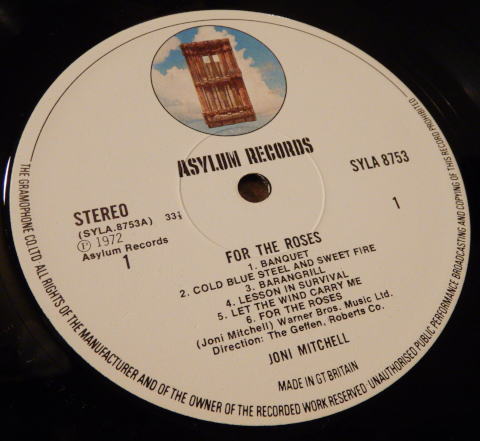 ASYLUM RECORDS
SYLA 8753
STEREO
(SYLA.8753A) 33⅓
Ⓟ 1972
Asylum Records
1
1
FOR THE ROSES
1. BANQUET
2. COLD BLUE STEEL AND SWEET FIRE
3. BARANGRILL
4. LESSON IN SURVIVAL
5. LET THE WIND CARRY ME
6. FOR THE ROSES
(Joni Mitchell) Warner Bros. Music Ltd.
Direction: The Geffen, Roberts Co.
JONI MITCHELL
MADE IN GT BRITAIN
THE GRAMOPHONE CO. LTD ALL RIGHTS OF THE MANUFACTURER AND OF THE OWNER OF THE RECORDED WORK RESERVED · UNAUTHORISED PUBLIC PERFORMANCE BROADCASTING AND COPYING OF THIS RECORD PROHIBITED